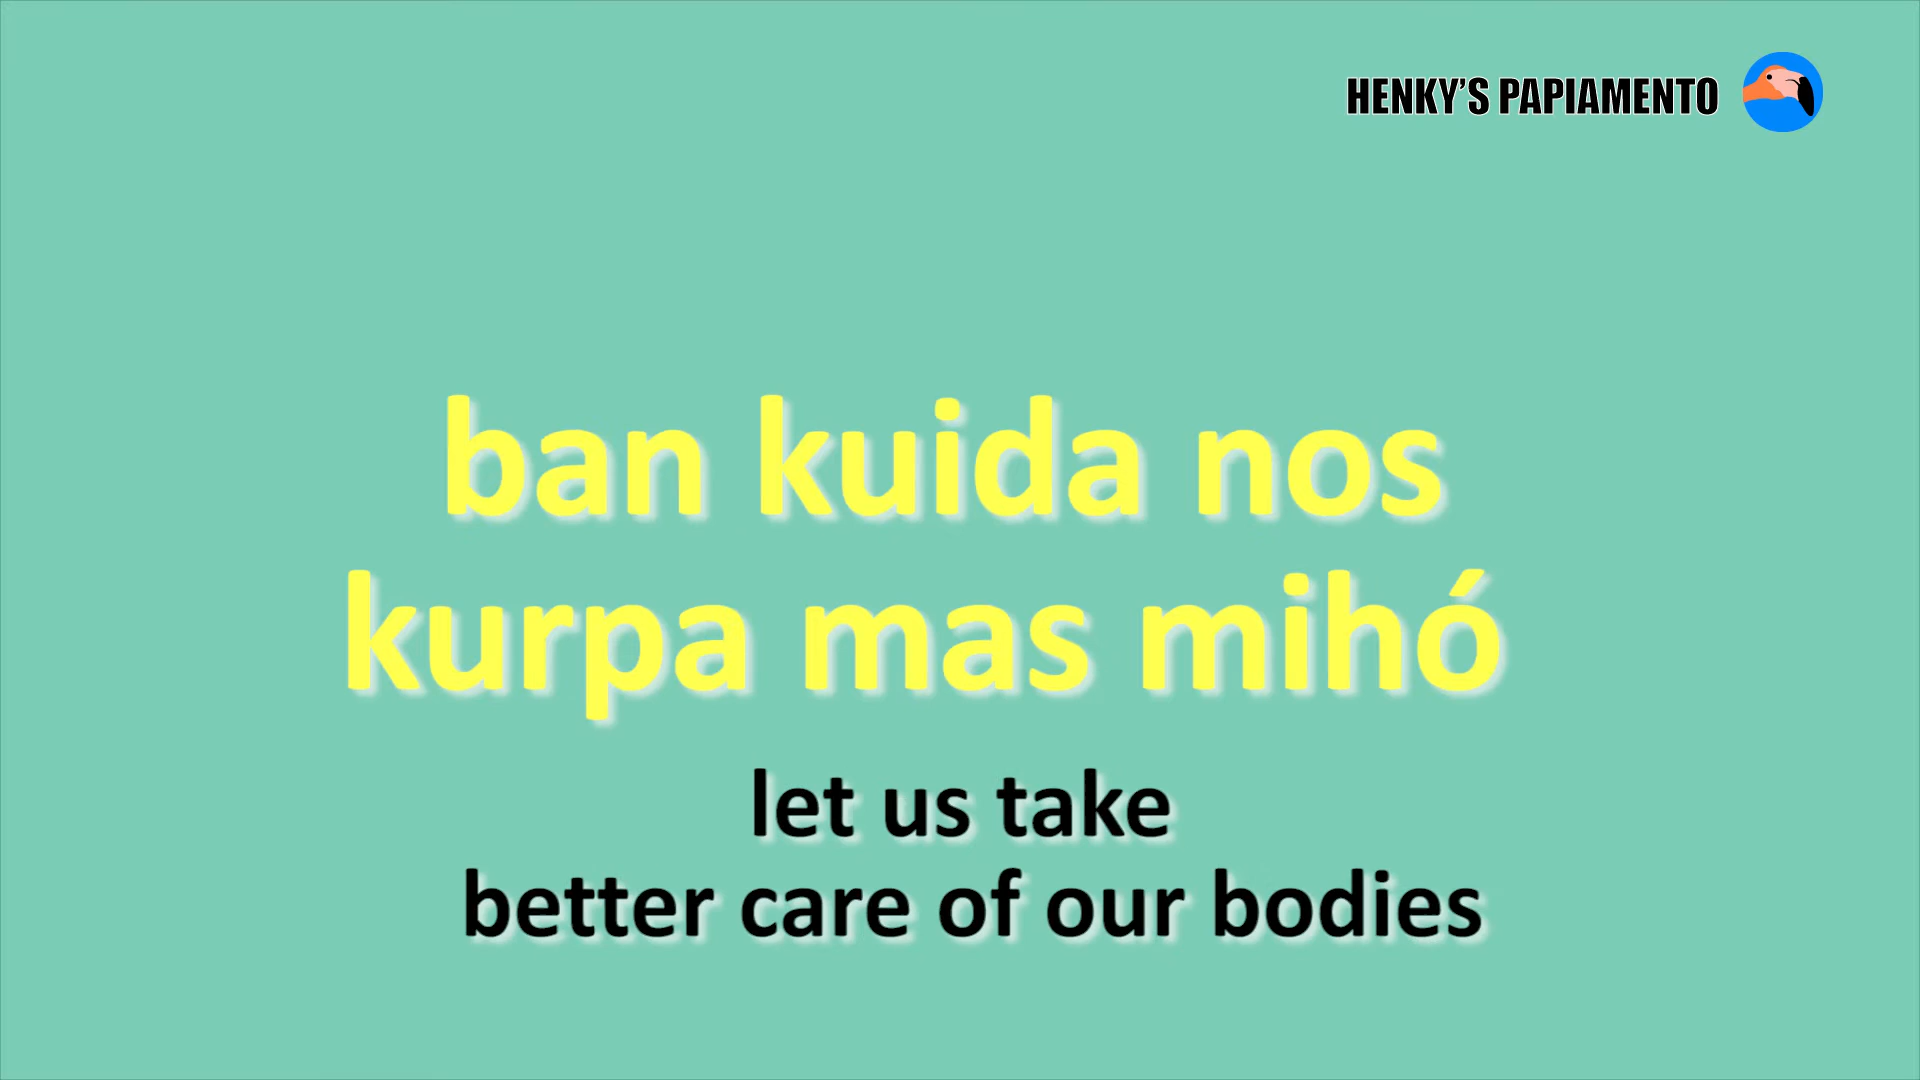 HENKY'S PAPIAMENTO
ban kuida nos
kurpa mas mihó
let us take
better care of our bodies